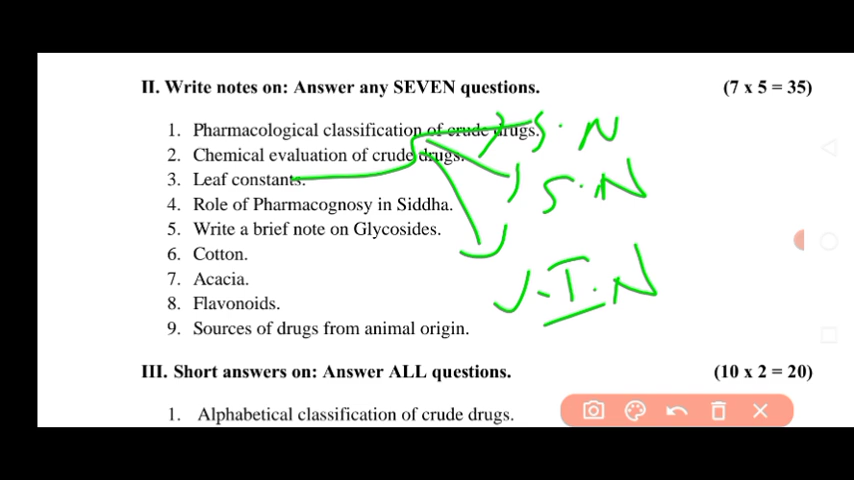 II. Write notes on: Answer any SEVEN questions. (7 x 5 = 35)
1. Pharmacological classification of crude drugs. S. N
2. Chemical evaluation of crude drugs.
3. Leaf constants. S. N
4. Role of Pharmacognosy in Siddha.
5. Write a brief note on Glycosides.
6. Cotton.
7. Acacia. V. I. N
8. Flavonoids.
9. Sources of drugs from animal origin.
III. Short answers on: Answer ALL questions. (10 x 2 = 20)
1. Alphabetical classification of crude drugs.